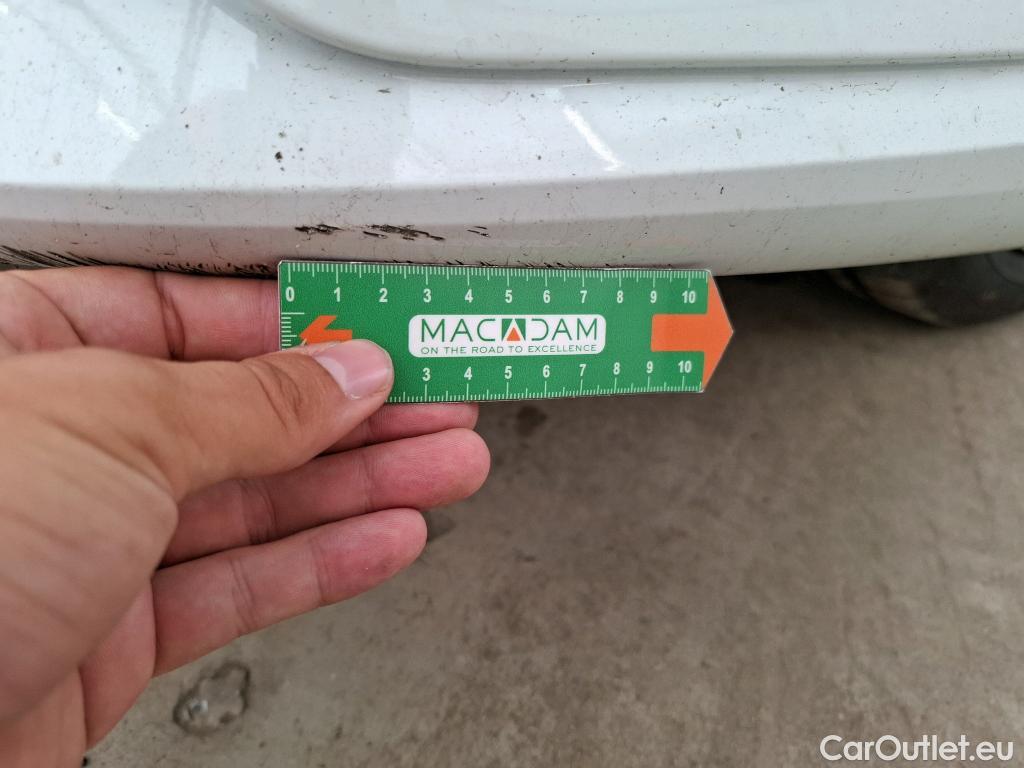 0 1 2 3 4 5 6 7 8 9 10
MACADAM
ON THE ROAD TO EXCELLENCE
3 4 5 6 7 8 9 10
CarOutlet.eu